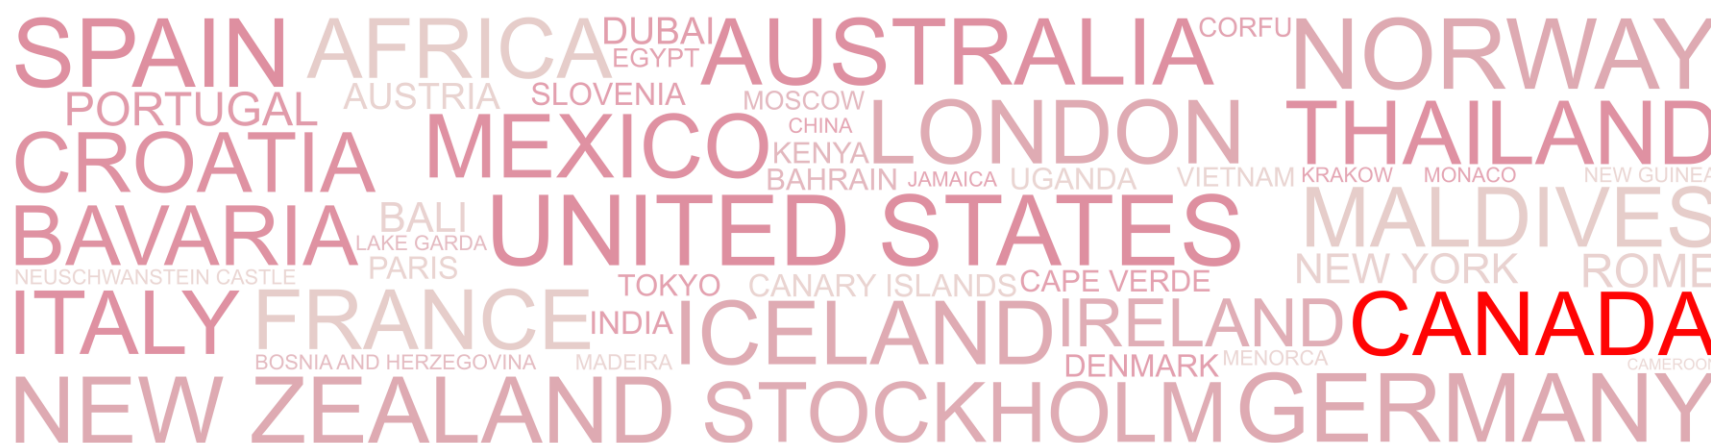 SPAIN AFRICA DUBAI AUSTRALIA CORFU NORWAY
EGYPT
PORTUGAL AUSTRIA SLOVENIA MOSCOW LONDON THAILAND
CROATIA MEXICO CHINA
KENYA
BAHRAIN JAMAICA UGANDA VIETNAM KRAKOW MONACO NEW GUINEA
BAVARIA BALI UNITED STATES MALDIVES
LAKE GARDA
NEUSCHWANSTEIN CASTLE PARIS NEW YORK ROME
TOKYO CANARY ISLANDS CAPE VERDE
ITALY FRANCE INDIA ICELAND IRELAND CANADA
BOSNIA AND HERZEGOVINA MADEIRA DENMARK MENORCA CAMEROON
NEW ZEALAND STOCKHOLM GERMANY